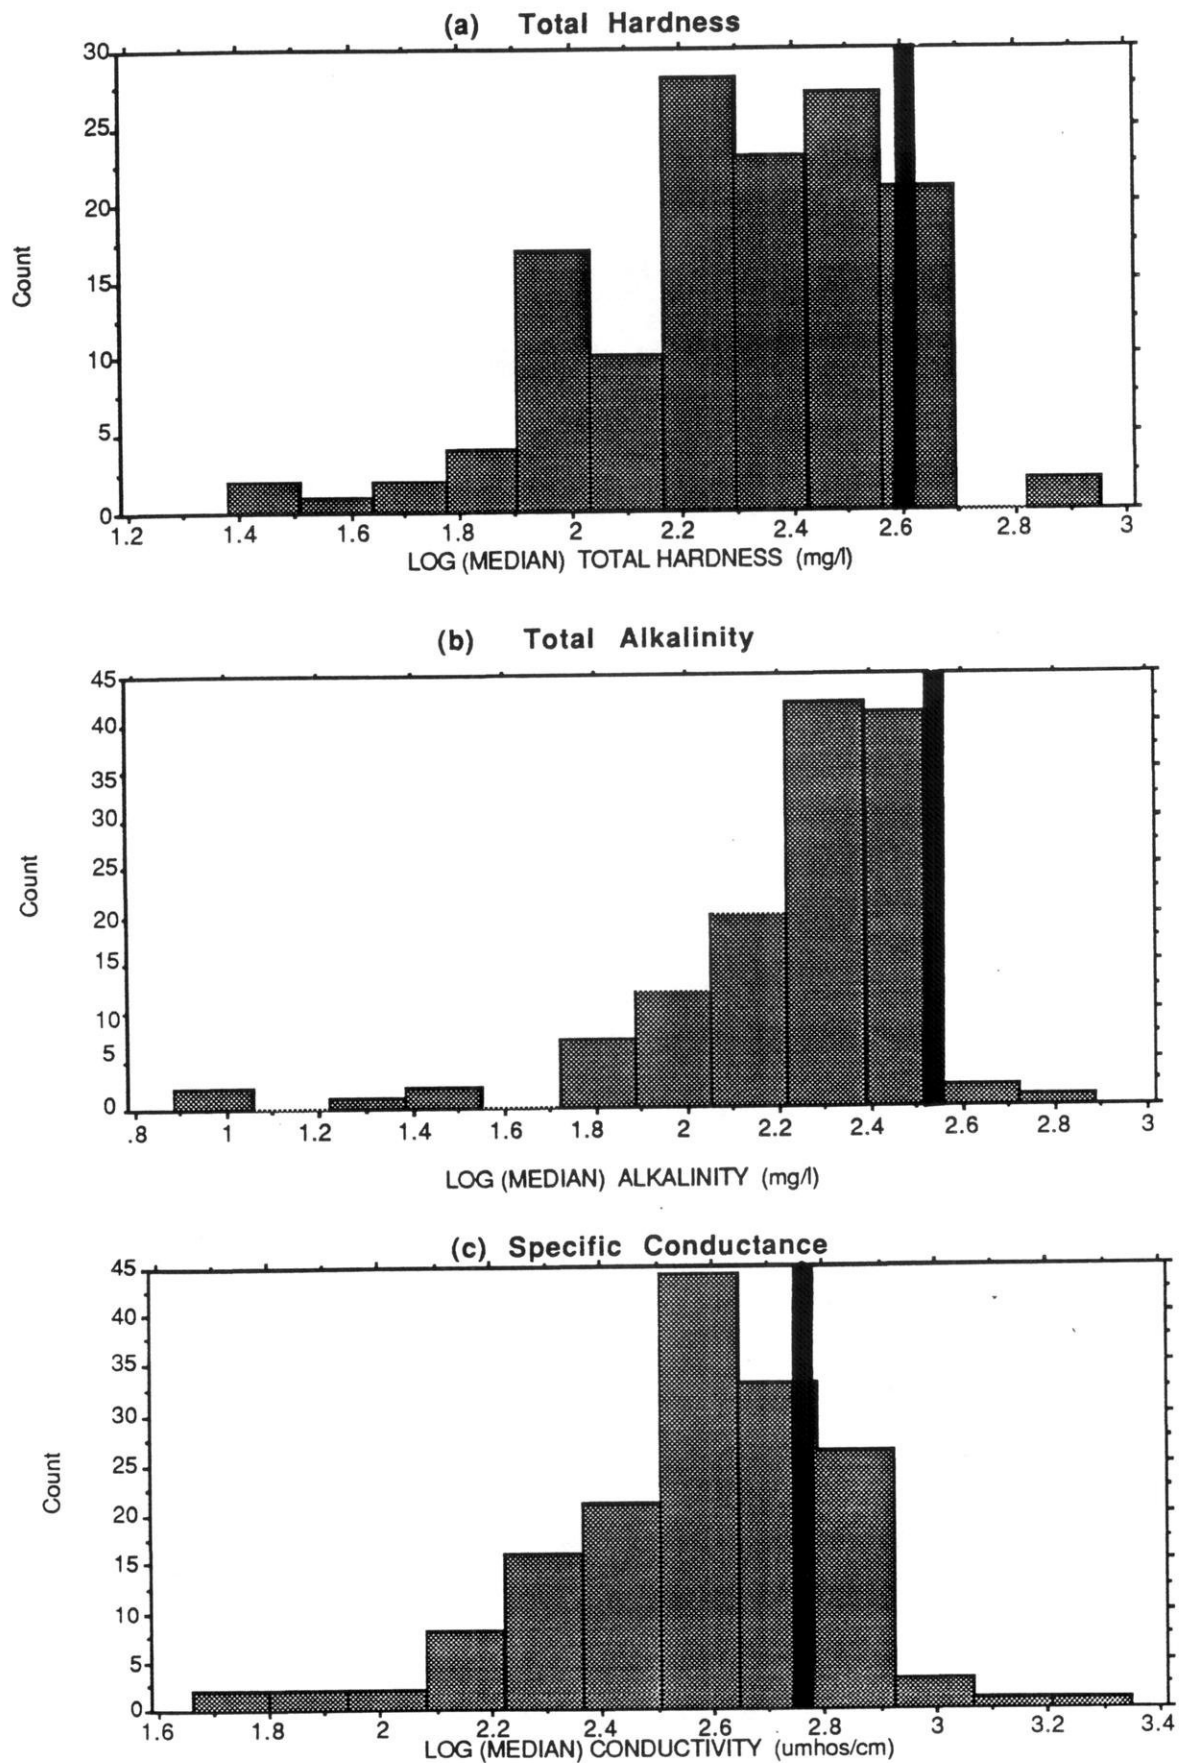 (a) Total Hardness
30
25
20
15
10
5
0
Count
1.2 1.4 1.6 1.8 2 2.2 2.4 2.6 2.8 3
LOG (MEDIAN) TOTAL HARDNESS (mg/l)
(b) Total Alkalinity
45
40
35
30
25
20
15
10
5
0
Count
.8 1 1.2 1.4 1.8 2 2.2 2.4 2.6 2.8 3
LOG (MEDIAN) ALKALINITY (mg/l)
(c) Specific Conductance
45
40
35
30
25
20
15
10
5
0
Count
1.6 1.8 2 2.2 2.4 2.6 2.8 3 3.2 3.4
LOG (MEDIAN) CONDUCTIVITY (umhos/cm)